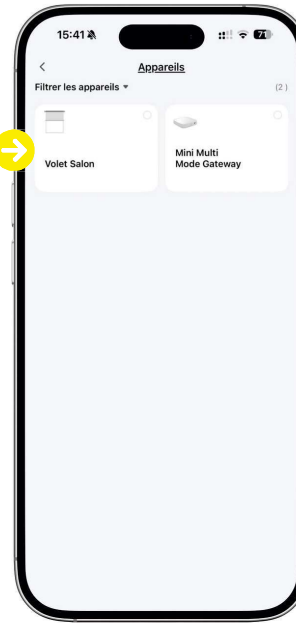 15:41
71
Appareils
Filtrer les appareils
(2)
Volet Salon
Mini Multi
Mode Gateway